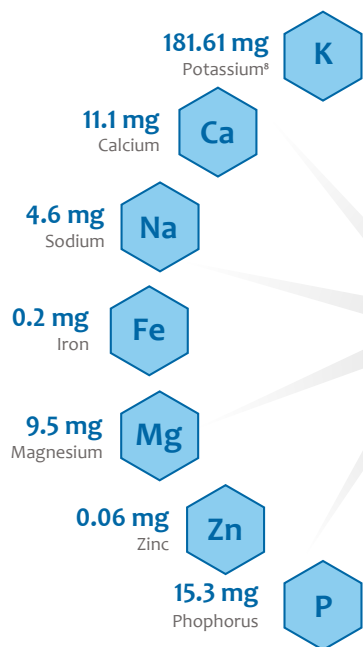 181.61 mg
Potassium⁸
K
11.1 mg
Calcium
Ca
4.6 mg
Sodium
Na
0.2 mg
Iron
Fe
9.5 mg
Magnesium
Mg
0.06 mg
Zinc
Zn
15.3 mg
Phophorus
P